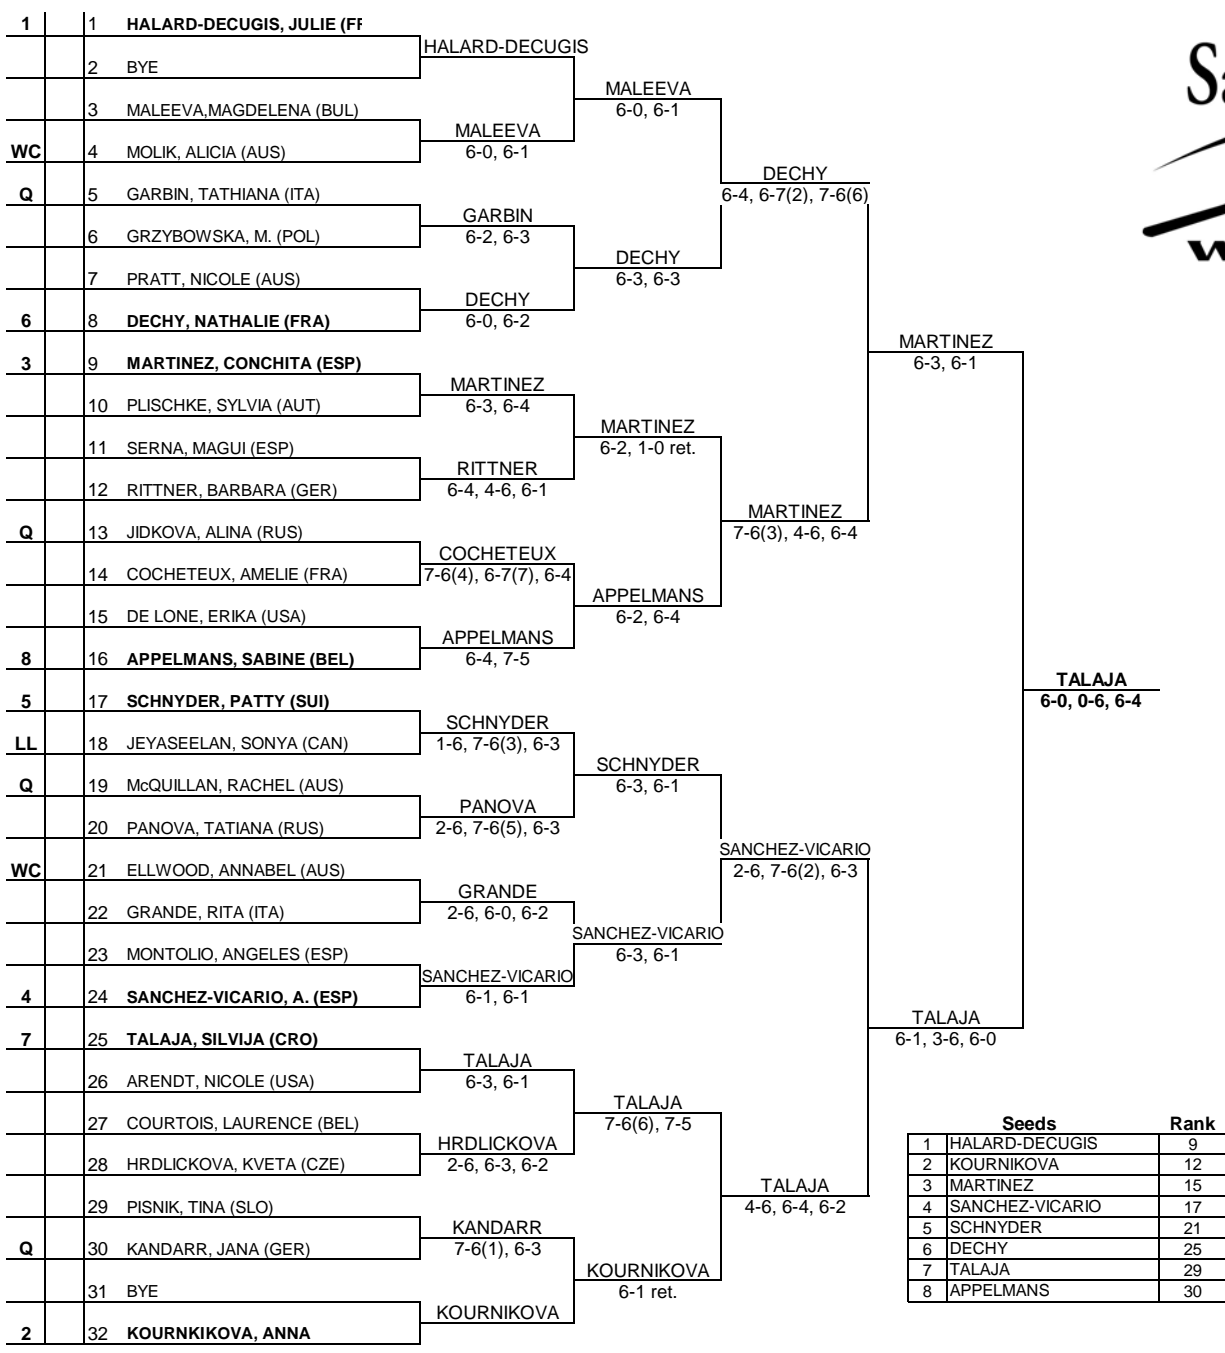 1 1 HALARD-DECUGIS, JULIE (FF
HALARD-DECUGIS
2 BYE
MALEEVA
6-0, 6-1
3 MALEEVA,MAGDELENA (BUL)
MALEEVA
6-0, 6-1
WC 4 MOLIK, ALICIA (AUS)
DECHY
6-4, 6-7(2), 7-6(6)
Q 5 GARBIN, TATHIANA (ITA)
GARBIN
6-2, 6-3
6 GRZYBOWSKA, M. (POL)
DECHY
6-3, 6-3
7 PRATT, NICOLE (AUS)
DECHY
6-0, 6-2
6 8 DECHY, NATHALIE (FRA)
MARTINEZ
6-3, 6-1
3 9 MARTINEZ, CONCHITA (ESP)
MARTINEZ
6-3, 6-4
10 PLISCHKE, SYLVIA (AUT)
MARTINEZ
6-2, 1-0 ret.
11 SERNA, MAGUI (ESP)
RITTNER
6-4, 4-6, 6-1
12 RITTNER, BARBARA (GER)
MARTINEZ
7-6(3), 4-6, 6-4
Q 13 JIDKOVA, ALINA (RUS)
COCHETEUX
7-6(4), 6-7(7), 6-4
14 COCHETEUX, AMELIE (FRA)
APPELMANS
6-2, 6-4
15 DE LONE, ERIKA (USA)
APPELMANS
6-4, 7-5
8 16 APPELMANS, SABINE (BEL)
TALAJA
6-0, 0-6, 6-4
5 17 SCHNYDER, PATTY (SUI)
SCHNYDER
1-6, 7-6(3), 6-3
LL 18 JEYASEELAN, SONYA (CAN)
SCHNYDER
6-3, 6-1
Q 19 McQUILLAN, RACHEL (AUS)
PANOVA
2-6, 7-6(5), 6-3
20 PANOVA, TATIANA (RUS)
SANCHEZ-VICARIO
2-6, 7-6(2), 6-3
WC 21 ELLWOOD, ANNABEL (AUS)
GRANDE
2-6, 6-0, 6-2
22 GRANDE, RITA (ITA)
SANCHEZ-VICARIO
6-3, 6-1
23 MONTOLIO, ANGELES (ESP)
SANCHEZ-VICARIO
6-1, 6-1
4 24 SANCHEZ-VICARIO, A. (ESP)
TALAJA
6-1, 3-6, 6-0
7 25 TALAJA, SILVIJA (CRO)
TALAJA
6-3, 6-1
26 ARENDT, NICOLE (USA)
TALAJA
7-6(6), 7-5
27 COURTOIS, LAURENCE (BEL)
HRDLICKOVA
2-6, 6-3, 6-2
28 HRDLICKOVA, KVETA (CZE)
TALAJA
4-6, 6-4, 6-2
29 PISNIK, TINA (SLO)
KANDARR
7-6(1), 6-3
Q 30 KANDARR, JANA (GER)
KOURNIKOVA
6-1 ret.
31 BYE
KOURNIKOVA
2 32 KOURNKIKOVA, ANNA
Seeds Rank
1 HALARD-DECUGIS 9
2 KOURNIKOVA 12
3 MARTINEZ 15
4 SANCHEZ-VICARIO 17
5 SCHNYDER 21
6 DECHY 25
7 TALAJA 29
8 APPELMANS 30